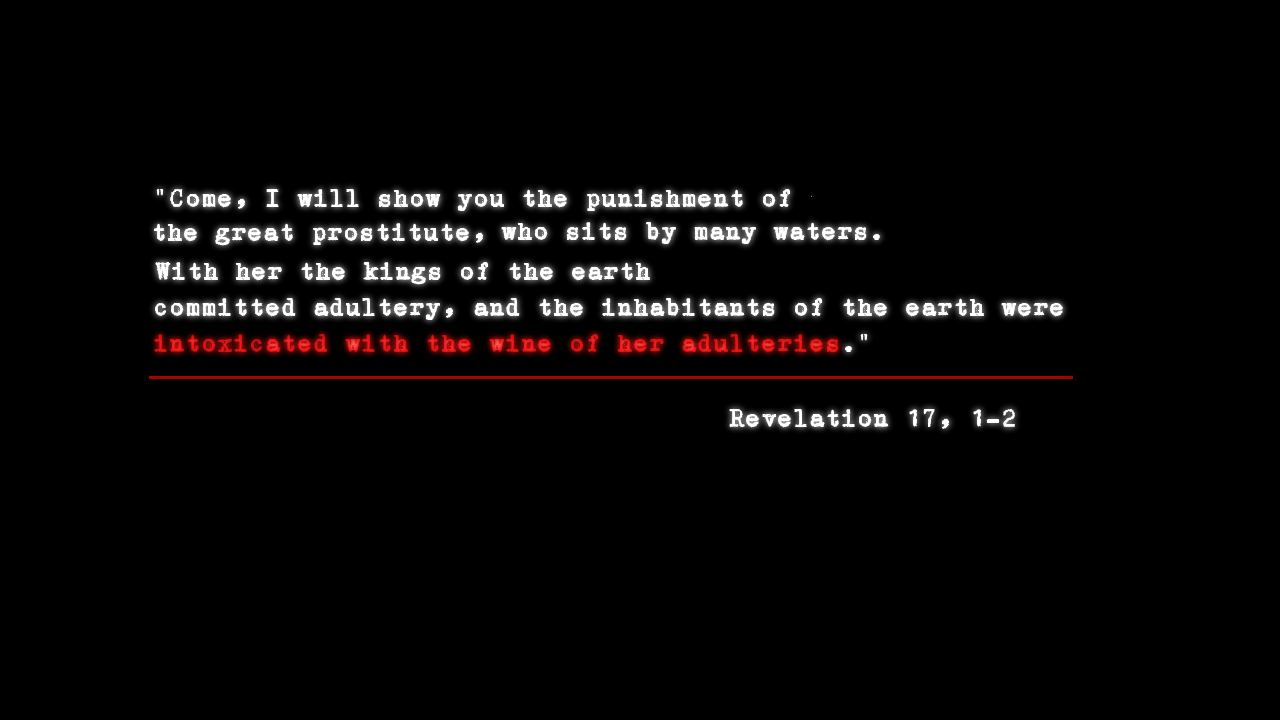 "Come, I will show you the punishment of
the great prostitute, who sits by many waters.
With her the kings of the earth
committed adultery, and the inhabitants of the earth were
intoxicated with the wine of her adulteries."
Revelation 17, 1-2